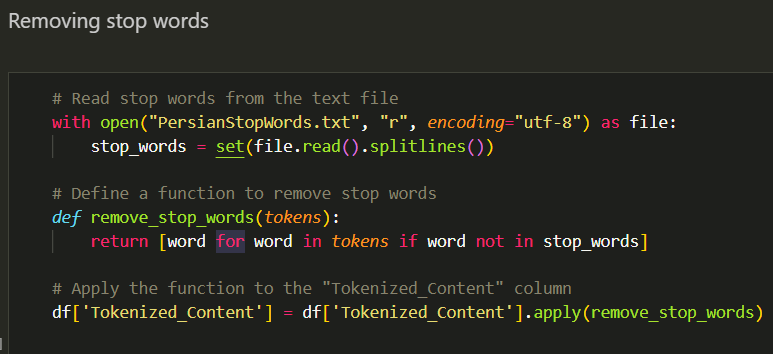 Removing stop words
# Read stop words from the text file
with open("PersianStopWords.txt", "r", encoding="utf-8") as file:
    stop_words = set(file.read().splitlines())
# Define a function to remove stop words
def remove_stop_words(tokens):
    return [word for word in tokens if word not in stop_words]
# Apply the function to the "Tokenized_Content" column
df['Tokenized_Content'] = df['Tokenized_Content'].apply(remove_stop_words)